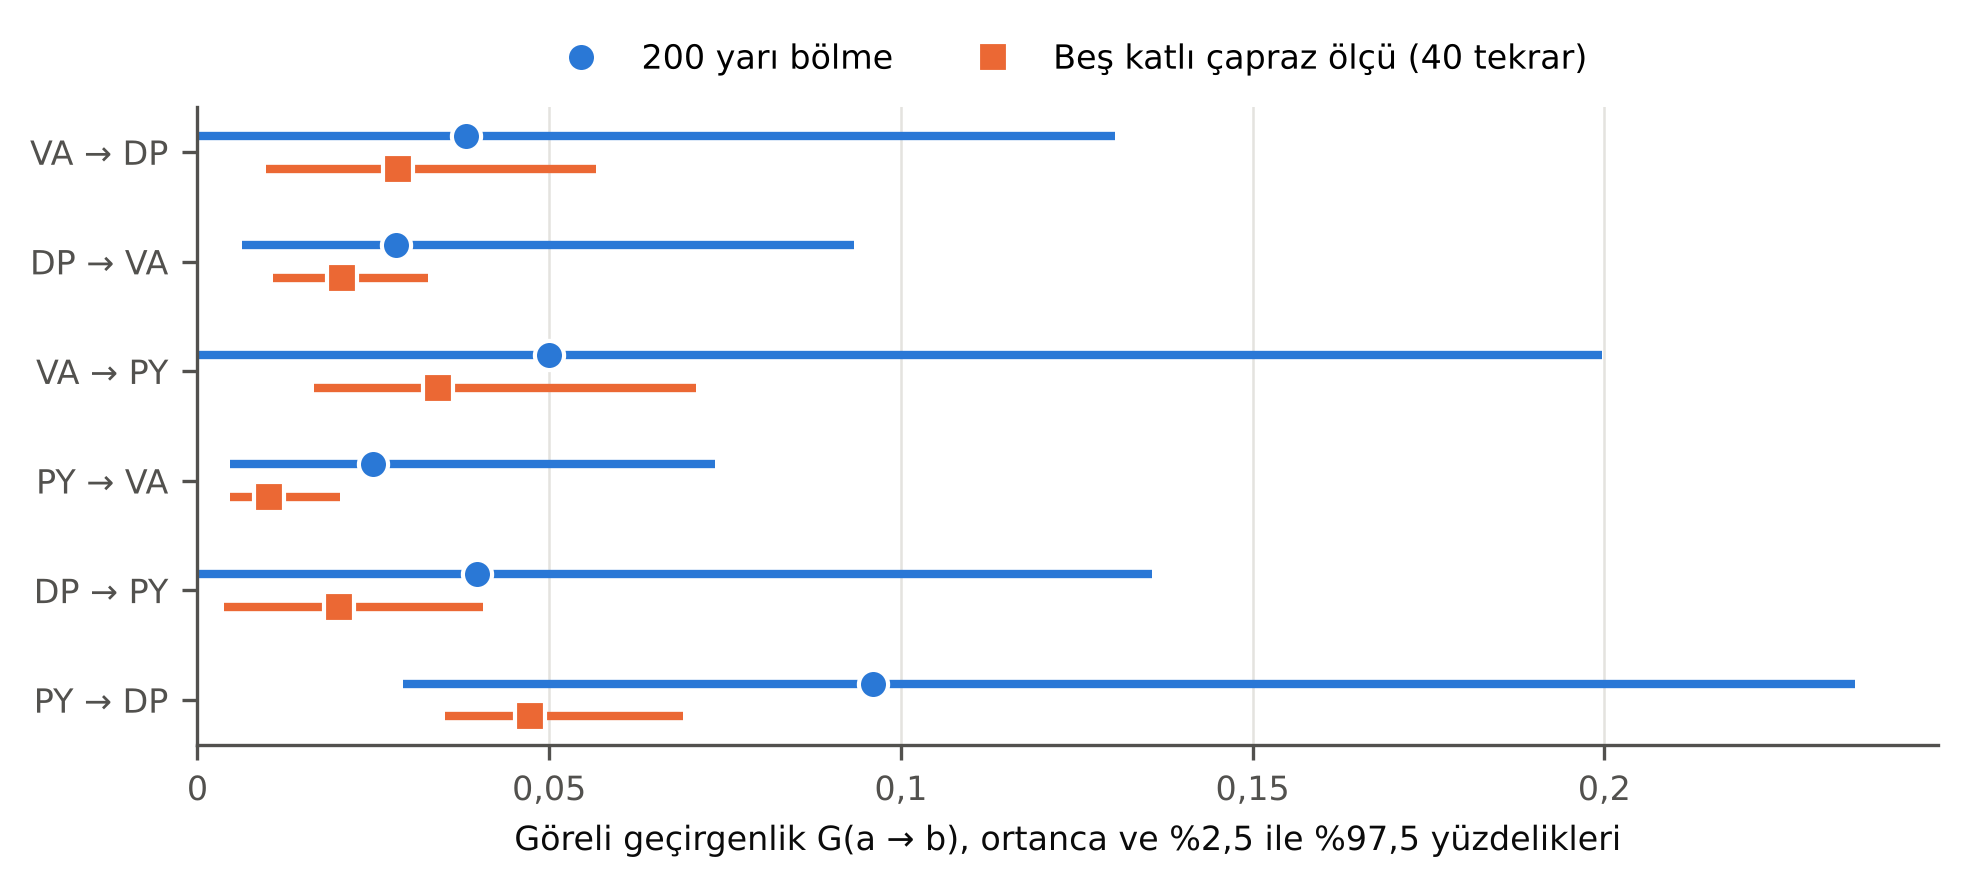 200 yarı bölme
Beş katlı çapraz ölçü (40 tekrar)
VA → DP
DP → VA
VA → PY
PY → VA
DP → PY
PY → DP
0 0,05 0,1 0,15 0,2
Göreli geçirgenlik G(a → b), ortanca ve %2,5 ile %97,5 yüzdelikleri